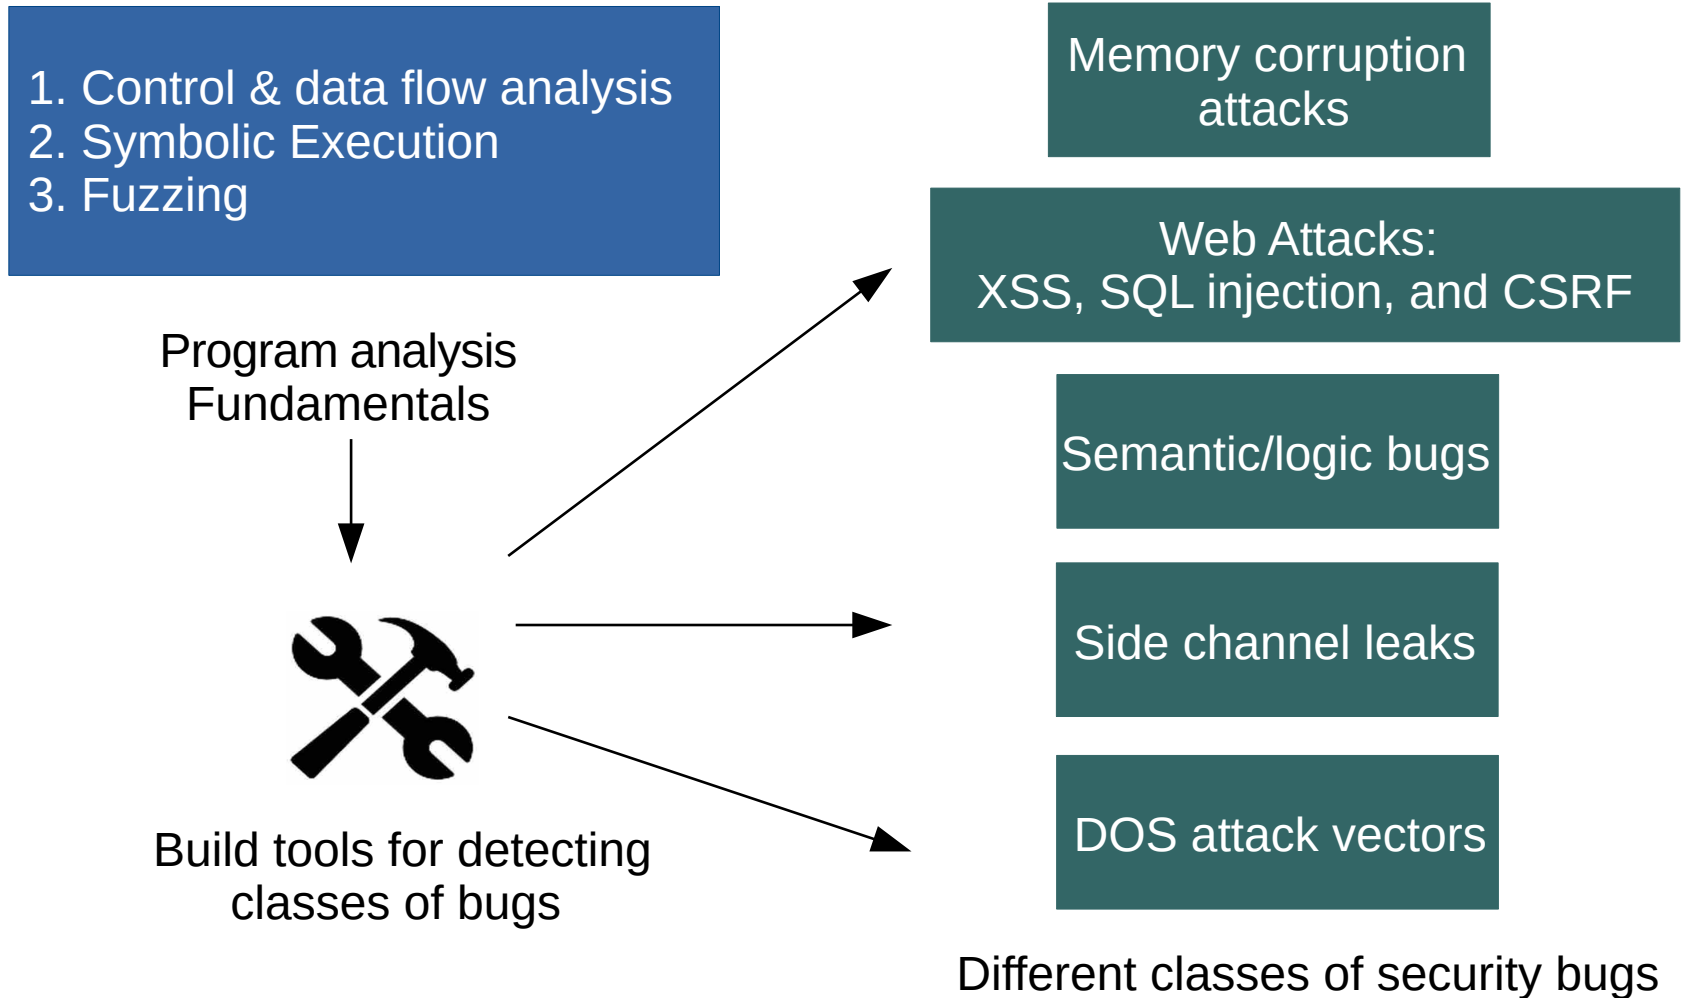 1. Control & data flow analysis
2. Symbolic Execution
3. Fuzzing
Program analysis
Fundamentals
Build tools for detecting
classes of bugs
Memory corruption
attacks
Web Attacks:
XSS, SQL injection, and CSRF
Semantic/logic bugs
Side channel leaks
DOS attack vectors
Different classes of security bugs